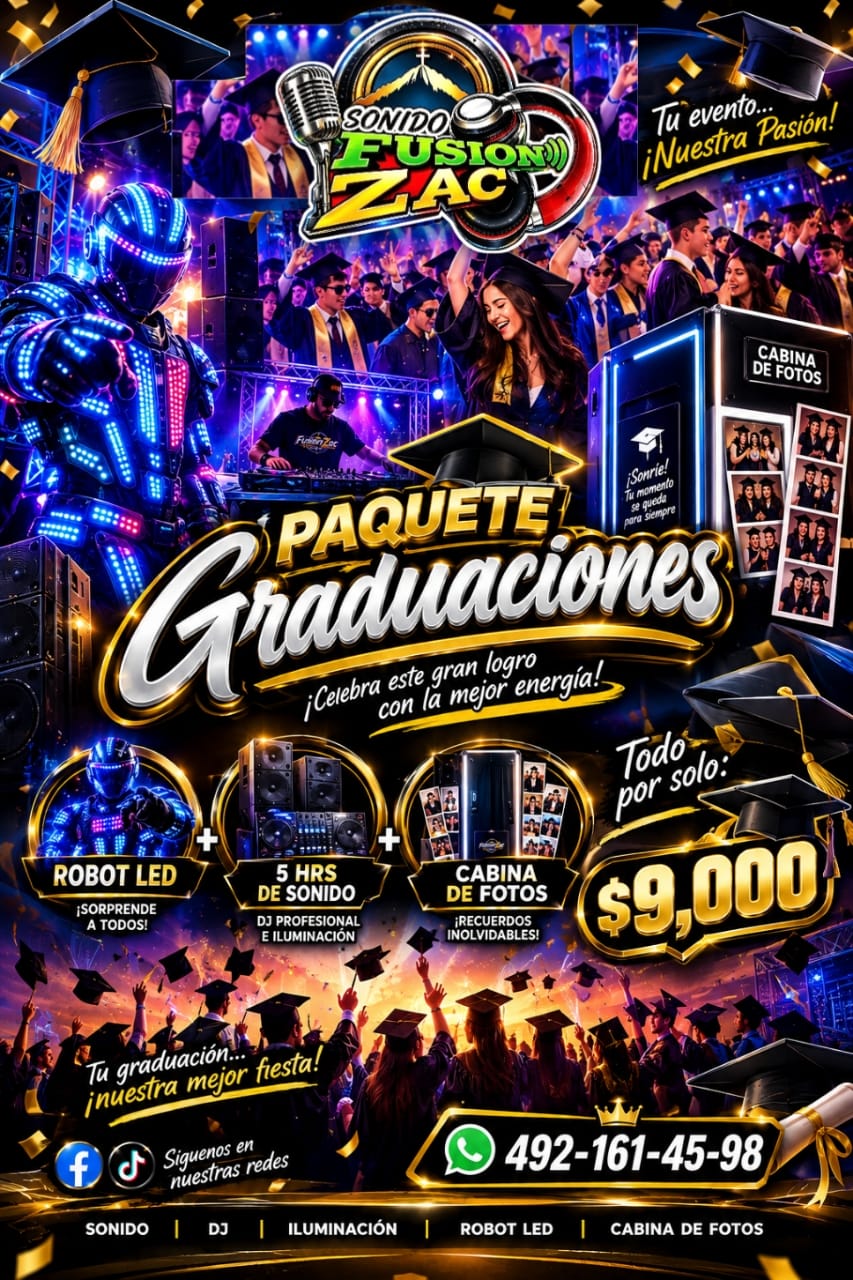 SONIDO
FUSION
ZAC
Tu evento...
¡Nuestra Pasión!
CABINA
DE FOTOS
¡Sonríe!
Tu momento
se queda
para siempre
Fusion Zac
PAQUETE
Graduaciones
¡Celebra este gran logro
con la mejor energía!
Todo
por solo:
$9,000
ROBOT LED
¡SORPRENDE
A TODOS!
+
5 HRS
DE SONIDO
DJ PROFESIONAL
E ILUMINACIÓN
+
CABINA
DE FOTOS
¡RECUERDOS
INOLVIDABLES!
Tu graduación...
¡nuestra mejor fiesta!
Síguenos en
nuestras redes
492-161-45-98
SONIDO | DJ | ILUMINACIÓN | ROBOT LED | CABINA DE FOTOS